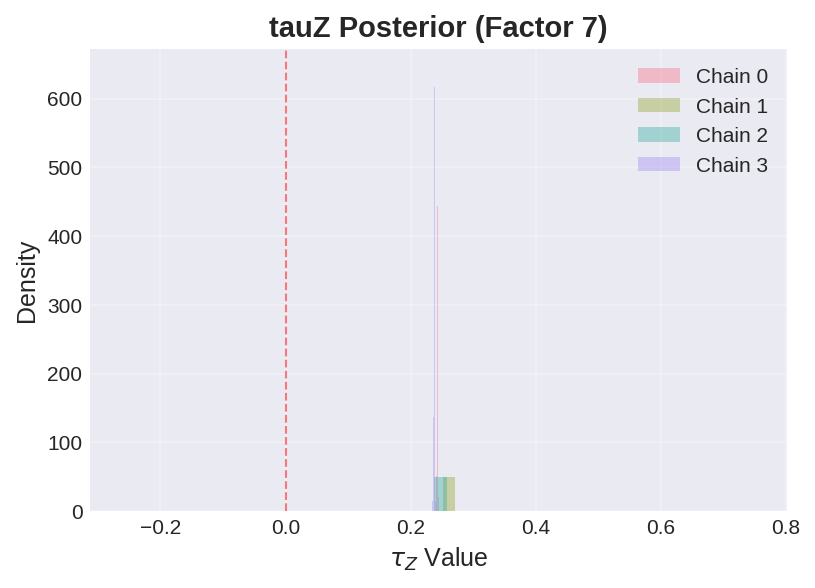 tauZ Posterior (Factor 7)
Chain 0
Chain 1
Chain 2
Chain 3
600
500
400
300
200
100
0
Density
−0.2 0.0 0.2 0.4 0.6 0.8
τ_Z Value